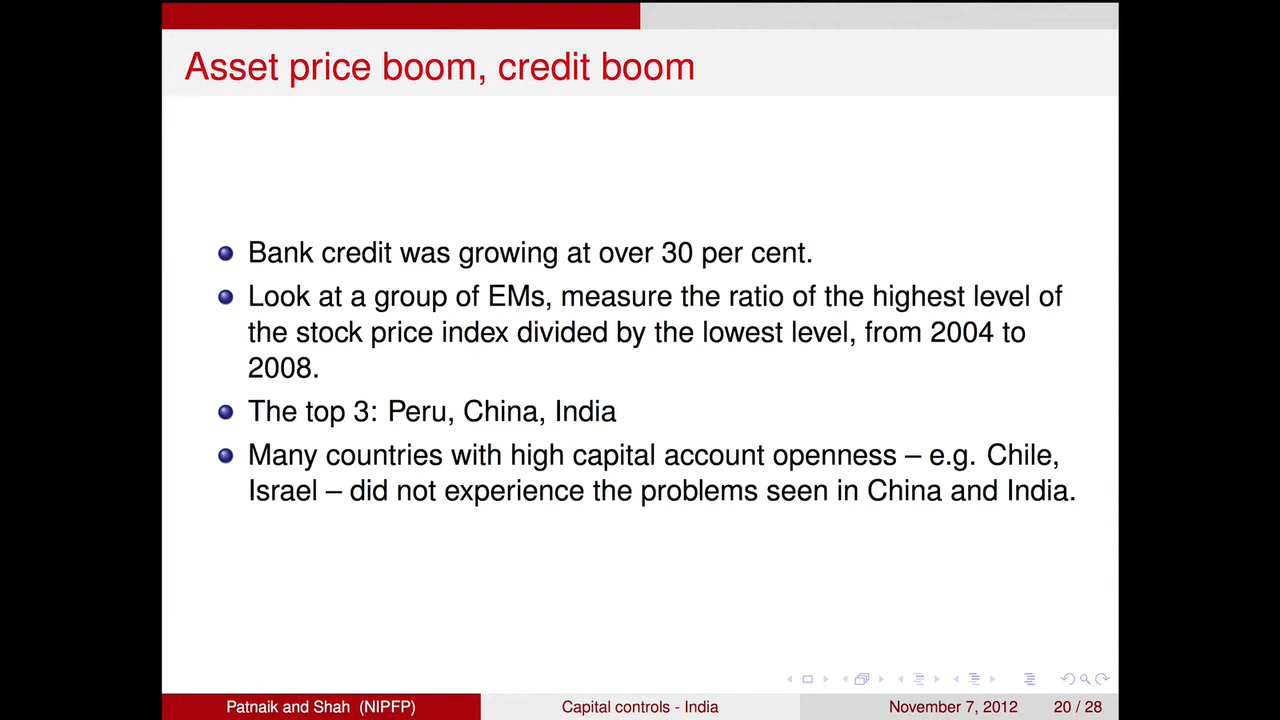 Asset price boom, credit boom
Bank credit was growing at over 30 per cent.
Look at a group of EMs, measure the ratio of the highest level of
the stock price index divided by the lowest level, from 2004 to
2008.
The top 3: Peru, China, India
Many countries with high capital account openness – e.g. Chile,
Israel – did not experience the problems seen in China and India.
Patnaik and Shah (NIPFP) Capital controls - India November 7, 2012 20 / 28